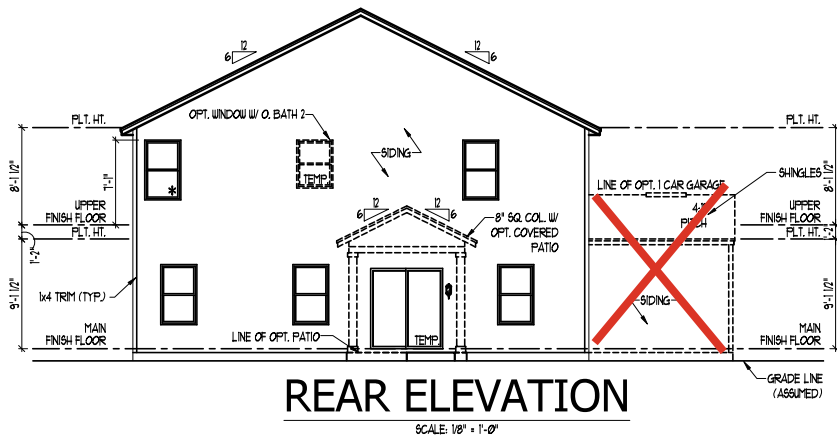 12
6
12
6
PLT. HT.
PLT. HT.
OPT. WINDOW W/ O. BATH 2
SIDING
8'-1 1/2"
7'-1"
*
TEMP.
LINE OF OPT. 1 CAR GARAGE
SHINGLES
8'-1 1/2"
UPPER
FINISH FLOOR
PLT. HT.
1'-2"
12
6
12
6
8" SQ. COL. W/
OPT. COVERED
PATIO
PITCH
UPPER
FINISH FLOOR
PLT. HT.
9'-1 1/2"
1x4 TRIM (TYP.)
SIDING
9'-1 1/2"
MAIN
FINISH FLOOR
LINE OF OPT. PATIO
TEMP.
MAIN
FINISH FLOOR
GRADE LINE
(ASSUMED)
REAR ELEVATION
SCALE: 1/8" = 1'-0"